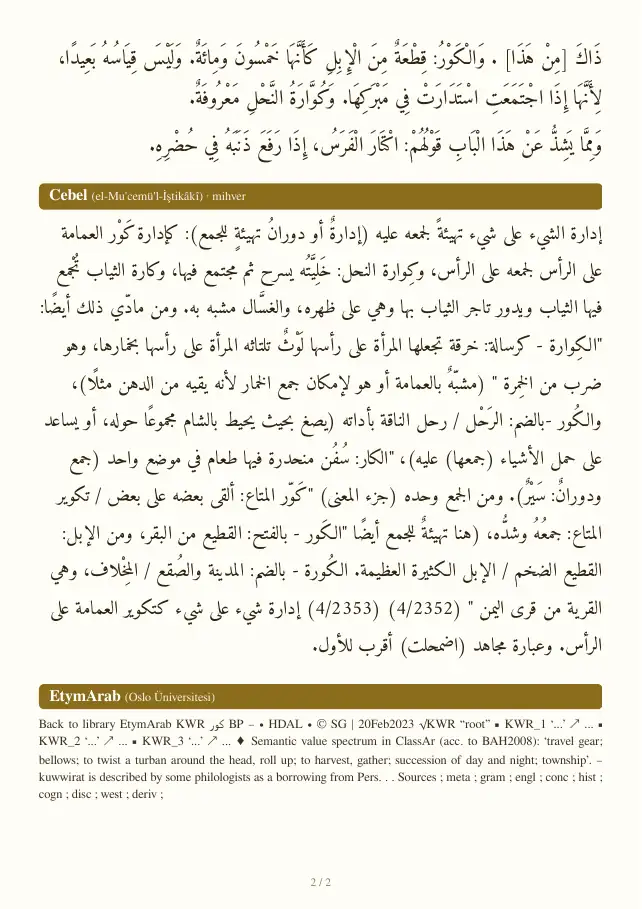 ذَاكَ [مِنْ هَذَا] . وَالْكَوْرُ: قِطْعَةٌ مِنَ الْإِبِلِ كَأَنَّهَا خَمْسُونَ وَمِائَةٌ. وَلَيْسَ قِيَاسُهُ بَعِيدًا،
لِأَنَّهَا إِذَا اجْتَمَعَتِ اسْتَدَارَتْ فِي مَبْرَكِهَا. وَكُوَّارَةُ النَّحْلِ مَعْرُوفَةٌ.
وَمِمَّا يَشِذُّ عَنْ هَذَا الْبَابِ قَوْلُهُمْ: اكْتَارَ الْفَرَسُ، إِذَا رَفَعَ ذَنَبَهُ فِي حُضْرِهِ.
Cebel (el-Mu'cemü'l-İştikâkî) · mihver
إدارة الشيء على شيء تهيئةً لجمعه عليه (إدارةٌ أو دورانُ تهيئةٍ للجمع): كإدارة كَوْر العمامة
على الرأس لجمعه على الرأس، وكِوارة النحل: خَلِيَّتُه يسرح ثم مجتمع فيها، وكارة الثياب تُجْمع
فيها الثياب ويدور تاجر الثياب بها وهي على ظهره، والغسَّال مشبه به. ومن مادّي ذلك أيضًا:
"الكِوارة - كرسالة: خرقة تجعلها المرأة على رأسها لَوْثٌ تلتاثه المرأة على رأسها بخمارها، وهو
ضرب من الخِمرة " (مشبّهٌ بالعمامة أو هو لإمكان جمع الخمار لأنه يقيه من الدهن مثلًا)،
والكُور -بالضم: الرَحْل / رحل الناقة بأداته (يصغ بحيث يحيط بالشام مجموعًا حوله، أو يساعد
على حمل الأشياء (جمعها) عليه)، "الكار: سُفُن منحدرة فيها طعام في موضع واحد (جمع
ودورانٌ: سَيْرٌ). ومن الجمع وحده (جزء المعنى) "كَوّر المتاع: ألقى بعضه على بعض / تكوير
المتاع: جمعُهُ وشدُّه، (هنا تهيئةٌ للجمع أيضًا "الكَور - بالفتح: القطيع من البقر، ومن الإبل:
القطيع الضخم / الإبل الكثيرة العظيمة. الكُورة - بالضم: المدينة والصُقع / المِخْلاف، وهي
القرية من قرى اليمن " (4/2352) (4/2353) إدارة شيء على شيء كتكوير العمامة على
الرأس. وعبارة مجاهد (اضمحلت) أقرب للأول.
EtymArab (Oslo Üniversitesi)
Back to library EtymArab KWR كور BP – • HDAL • © SG | 20Feb2023 √KWR “root” ▪ KWR_1 ‘...’ ↗ ... ▪
KWR_2 ‘...’ ↗ ... ▪ KWR_3 ‘...’ ↗ ... ♦ Semantic value spectrum in ClassAr (acc. to BAH2008): ‘travel gear;
bellows; to twist a turban around the head, roll up; to harvest, gather; succession of day and night; township’. –
kuwwirat is described by some philologists as a borrowing from Pers. . . Sources ; meta ; gram ; engl ; conc ; hist ;
cogn ; disc ; west ; deriv ;
2 / 2